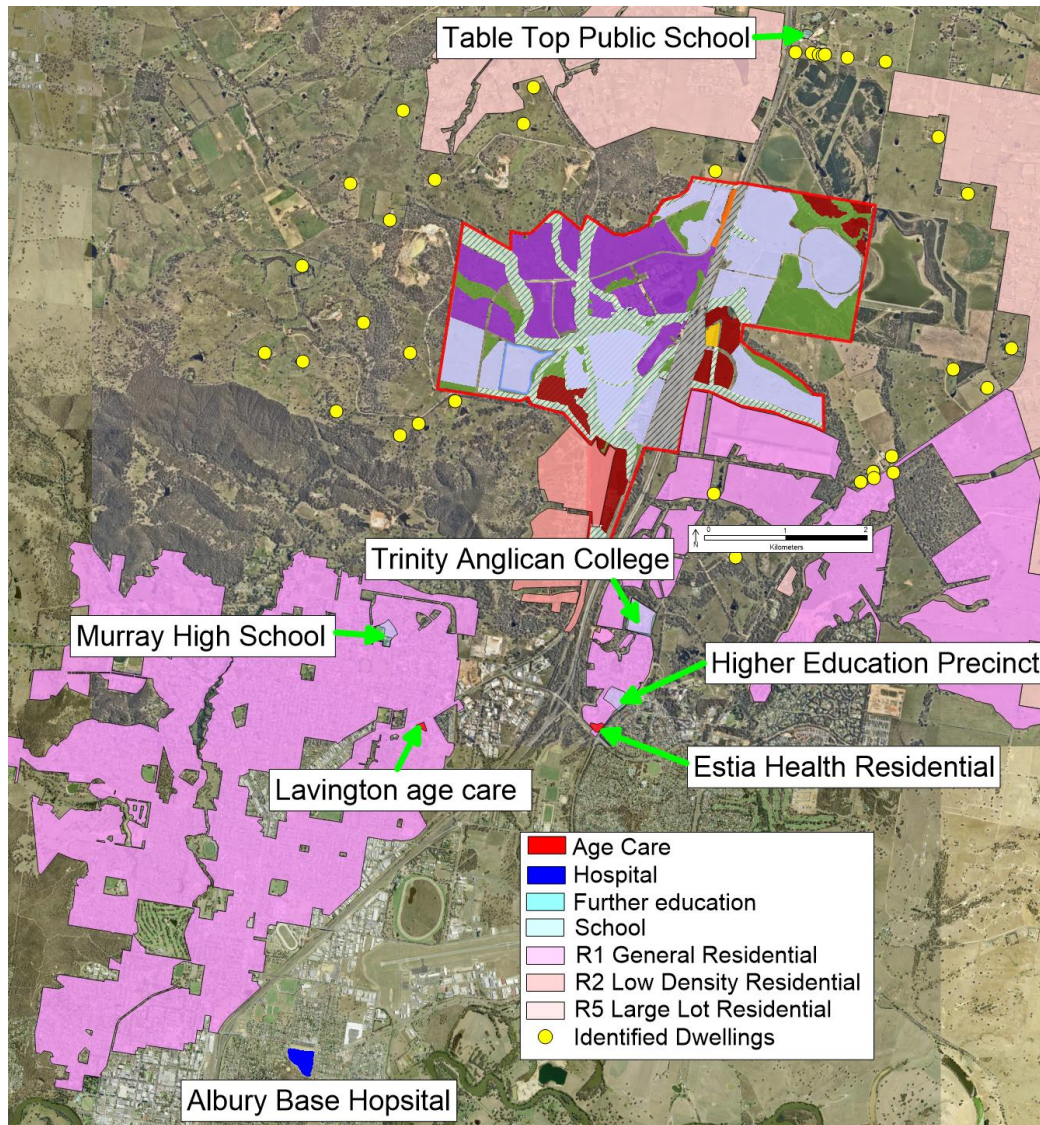 Table Top Public School
0 1 2
Kilometers
N
Trinity Anglican College
Murray High School
Higher Education Precinct
Estia Health Residential
Lavington age care
Age Care
Hospital
Further education
School
R1 General Residential
R2 Low Density Residential
R5 Large Lot Residential
Identified Dwellings
Albury Base Hopsital